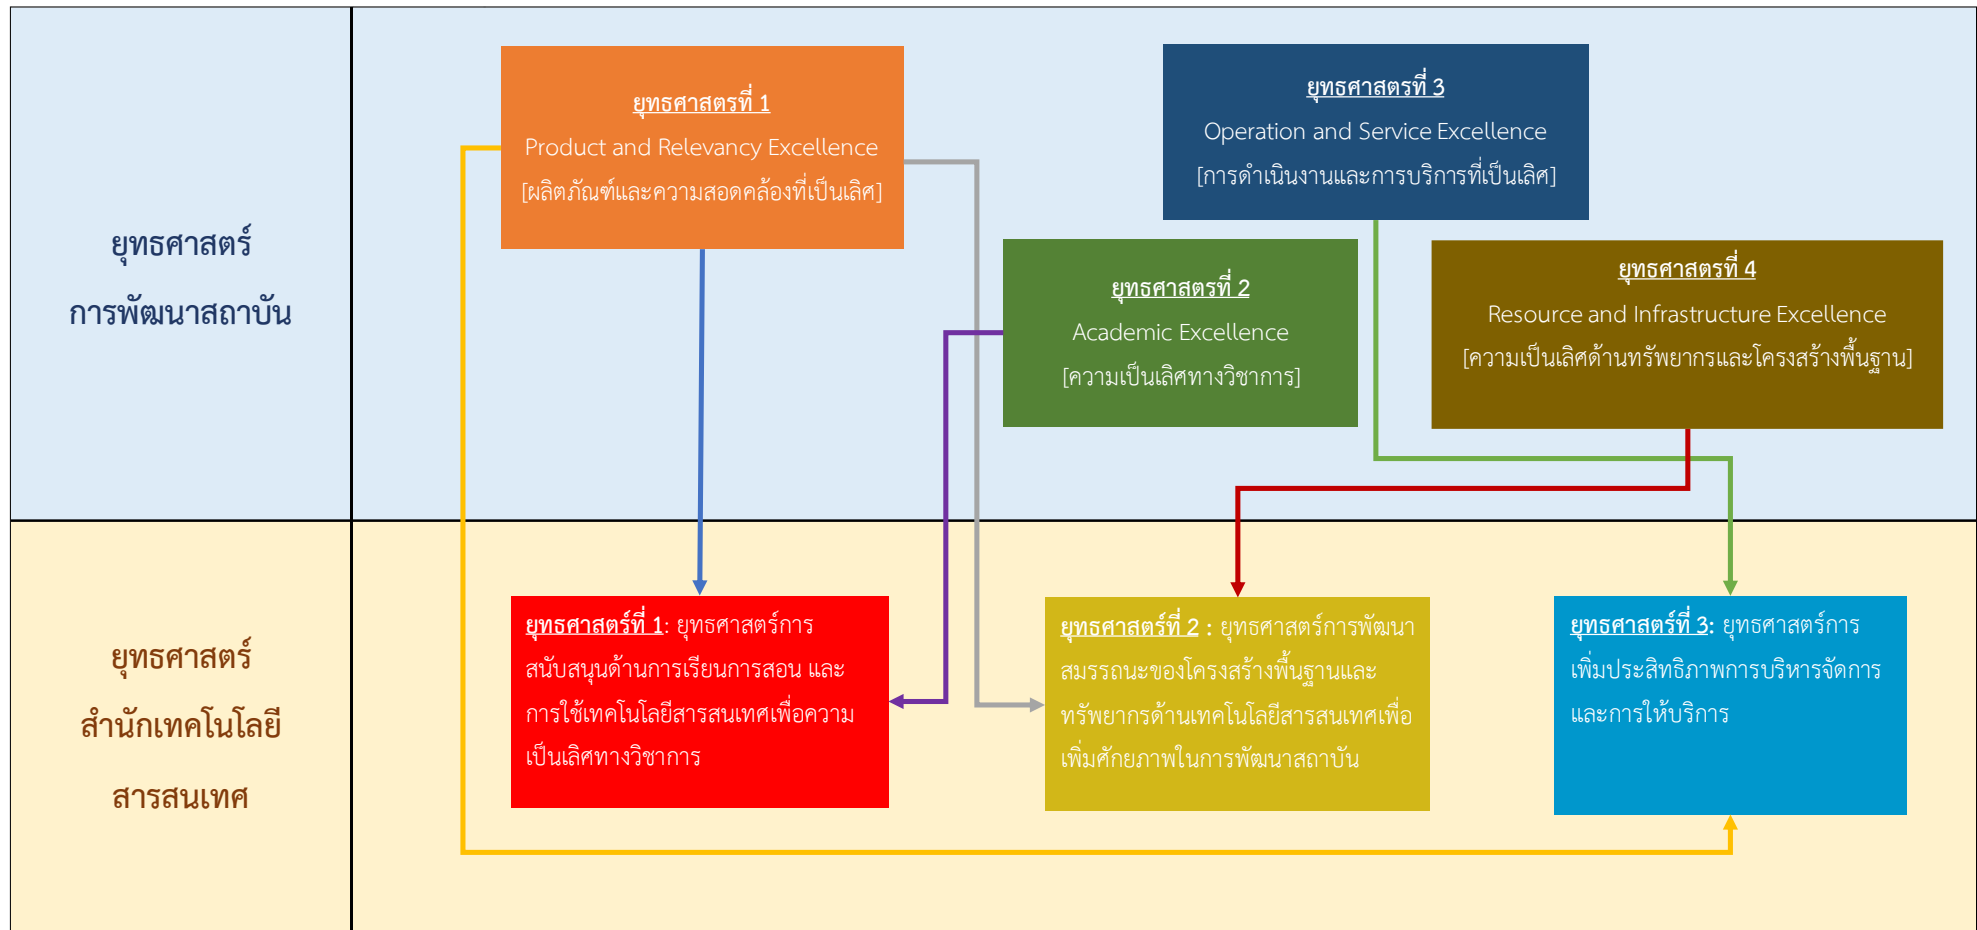 ยุทธศาสตร์
การพัฒนาสถาบัน
ยุทธศาสตรที่ 1
Product and Relevancy Excellence
[ผลิตภัณฑ์และความสอดคล้องที่เป็นเลิศ]
ยุทธศาสตรที่ 3
Operation and Service Excellence
[การดำเนินงานและการบริการที่เป็นเลิศ]
ยุทธศาสตรที่ 2
Academic Excellence
[ความเป็นเลิศทางวิชาการ]
ยุทธศาสตรที่ 4
Resource and Infrastructure Excellence
[ความเป็นเลิศด้านทรัพยากรและโครงสร้างพื้นฐาน]
ยุทธศาสตร์
สำนักเทคโนโลยี
สารสนเทศ
ยุทธศาสตร์ที่ 1: ยุทธศาสตร์การ
สนับสนุนด้านการเรียนการสอน และ
การใช้เทคโนโลยีสารสนเทศเพื่อความ
เป็นเลิศทางวิชาการ
ยุทธศาสตร์ที่ 2 : ยุทธศาสตร์การพัฒนา
สมรรถนะของโครงสร้างพื้นฐานและ
ทรัพยากรด้านเทคโนโลยีสารสนเทศเพื่อ
เพิ่มศักยภาพในการพัฒนาสถาบัน
ยุทธศาสตร์ที่ 3: ยุทธศาสตร์การ
เพิ่มประสิทธิภาพการบริหารจัดการ
และการให้บริการ